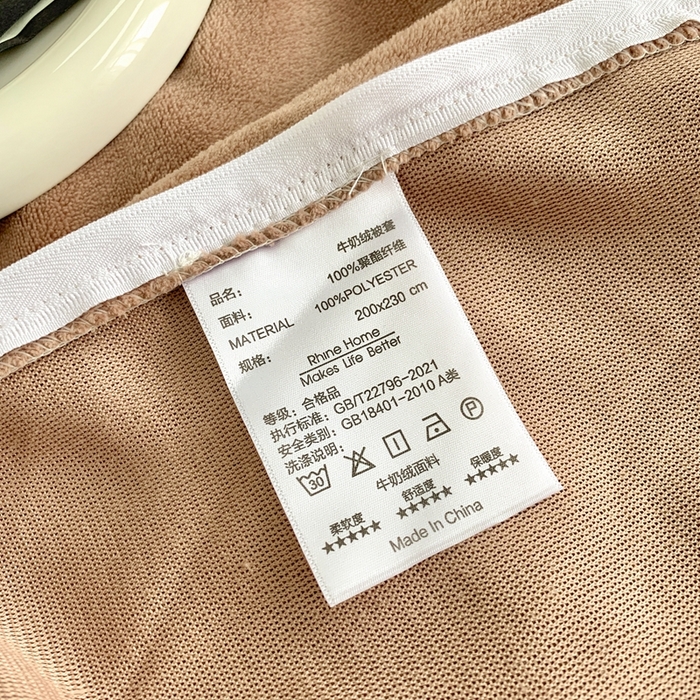 品名： 牛奶绒被套
面料： 100%聚酯纤维
MATERIAL 100%POLYESTER
规格： 200x230 cm
Rhine Home
Makes Life Better
等级：合格品
执行标准：GB/T22796-2021
安全类别：GB18401-2010 A类
洗涤说明：
30
P
牛奶绒面料
柔软度 舒适度 保暖度
★★★★★ ★★★★★ ★★★★★
Made In China